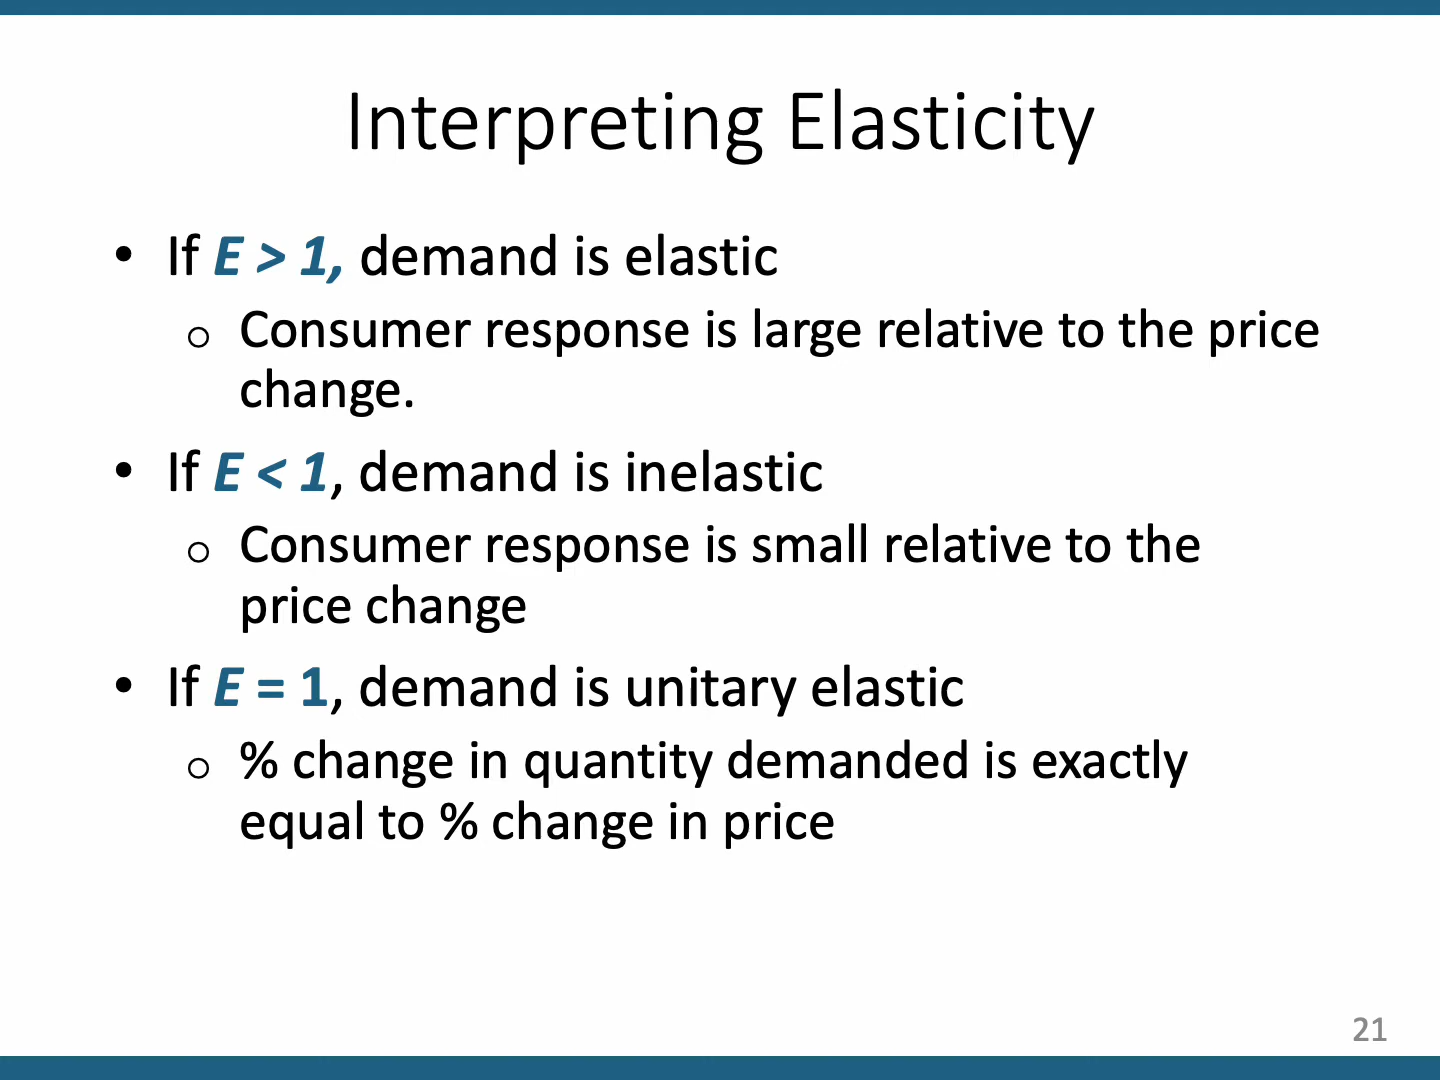 Interpreting Elasticity
• If E > 1, demand is elastic
o Consumer response is large relative to the price
change.
• If E < 1, demand is inelastic
o Consumer response is small relative to the
price change
• If E = 1, demand is unitary elastic
o % change in quantity demanded is exactly
equal to % change in price
21